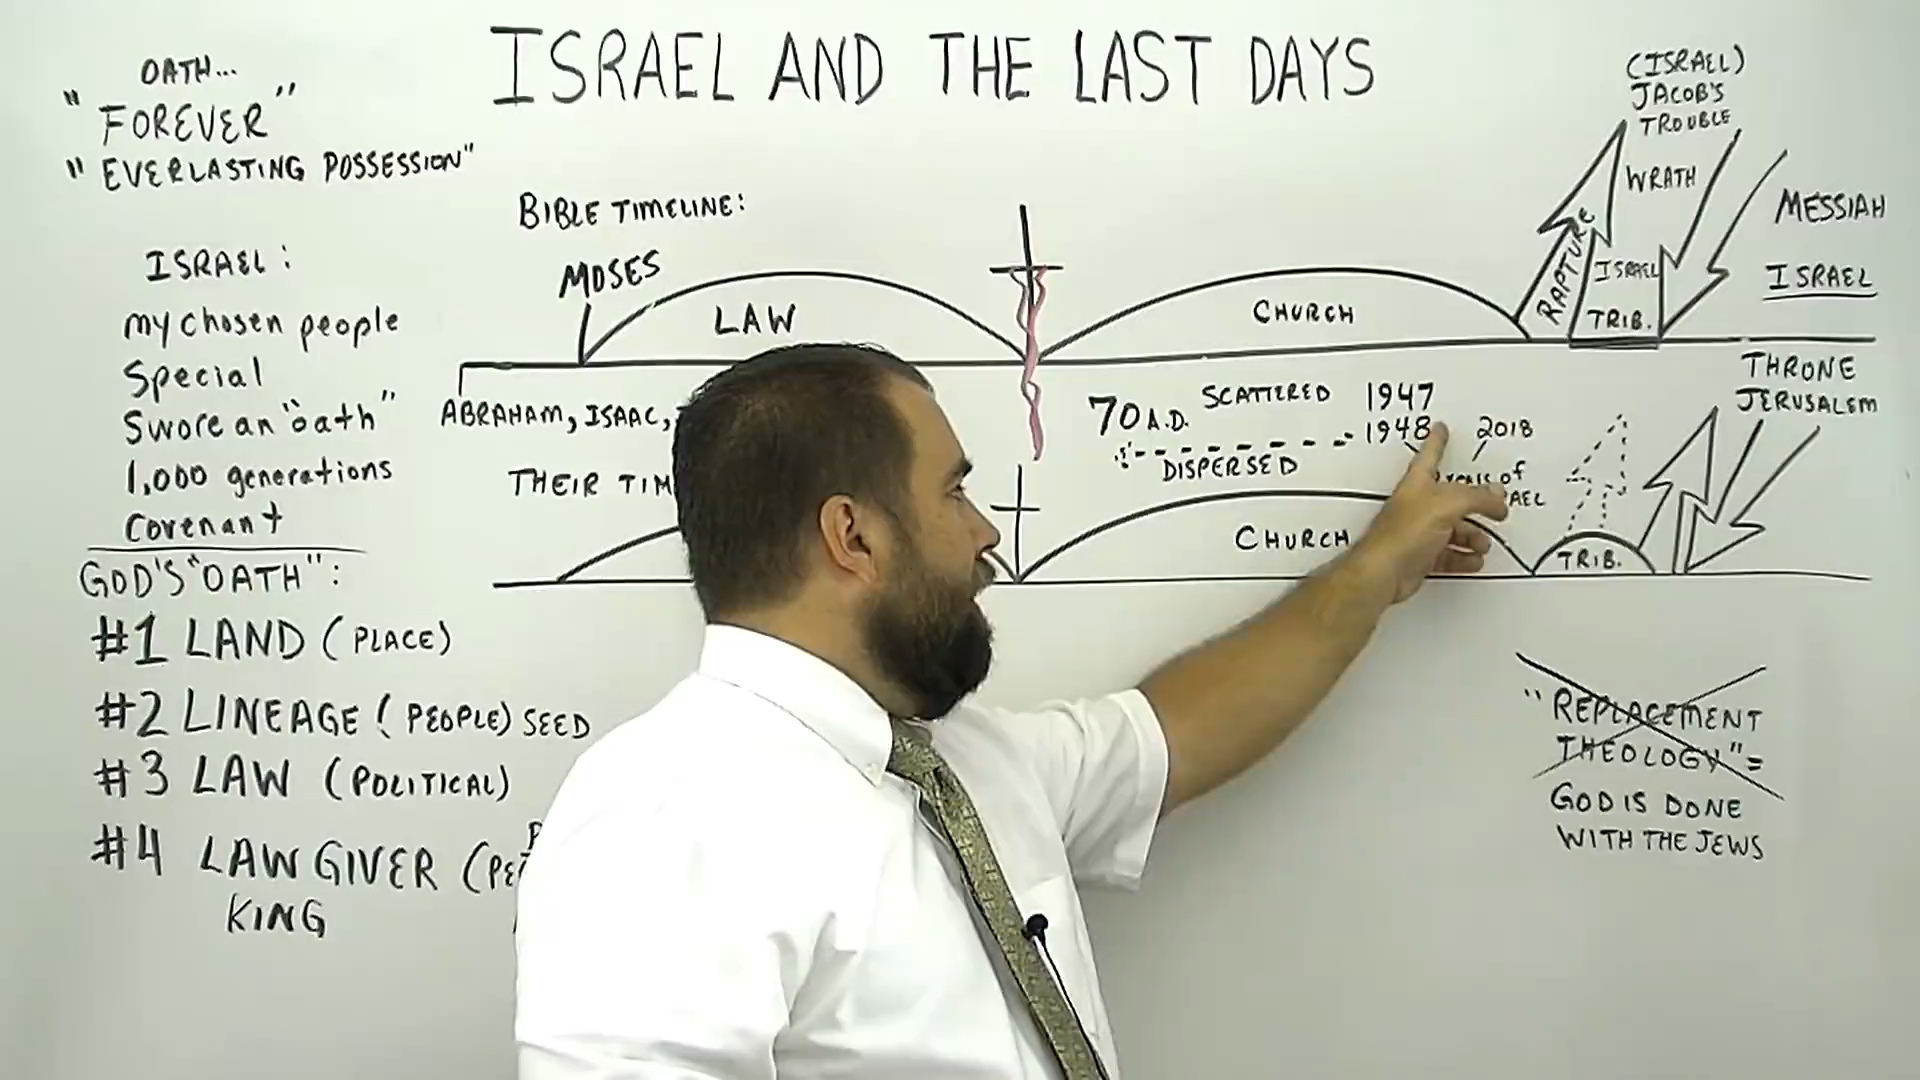 ISRAEL AND THE LAST DAYS
OATH...
" FOREVER "
" EVERLASTING POSSESSION"
ISRAEL :
my chosen people
Special
Swore an "oath"
1,000 generations
Covenant
GOD'S "OATH" :
#1 LAND (PLACE)
#2 LINEAGE (PEOPLE) SEED
#3 LAW (POLITICAL)
#4 LAW GIVER
KING
BIBLE TIMELINE:
MOSES
LAW
CHURCH
RAPTURE
(ISRAEL)
JACOB'S
TROUBLE
WRATH
ISRAEL
TRIB.
MESSIAH
ISRAEL
ABRAHAM, ISAAC,
THEIR
70 A.D.
SCATTERED
DISPERSED
1947
1948
2018
of
THRONE
JERUSALEM
CHURCH
TRIB.
"REPLACEMENT
THEOLOGY" =
GOD IS DONE
WITH THE JEWS